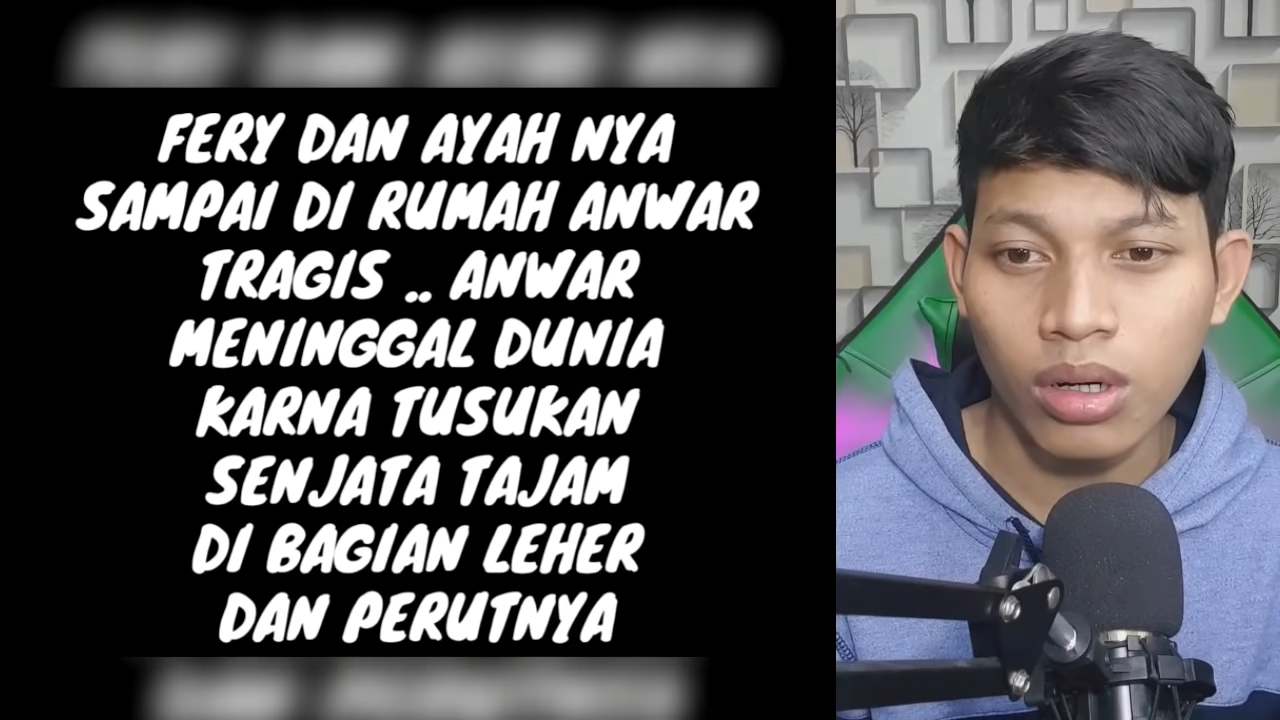 FERY DAN AYAH NYA
SAMPAI DI RUMAH ANWAR
TRAGIS .. ANWAR
MENINGGAL DUNIA
KARNA TUSUKAN
SENJATA TAJAM
DI BAGIAN LEHER
DAN PERUTNYA